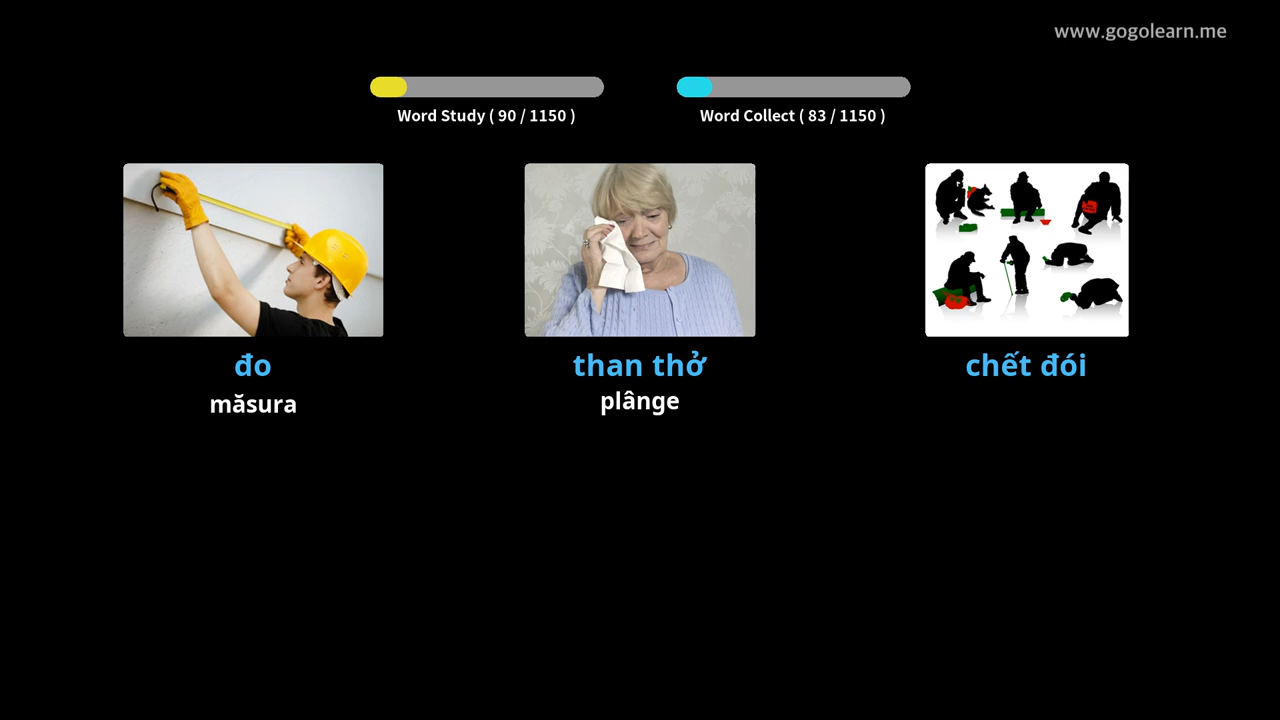 www.gogolearn.me
Word Study ( 90 / 1150 )
Word Collect ( 83 / 1150 )
đo
than thở
chết đói
măsura
plânge